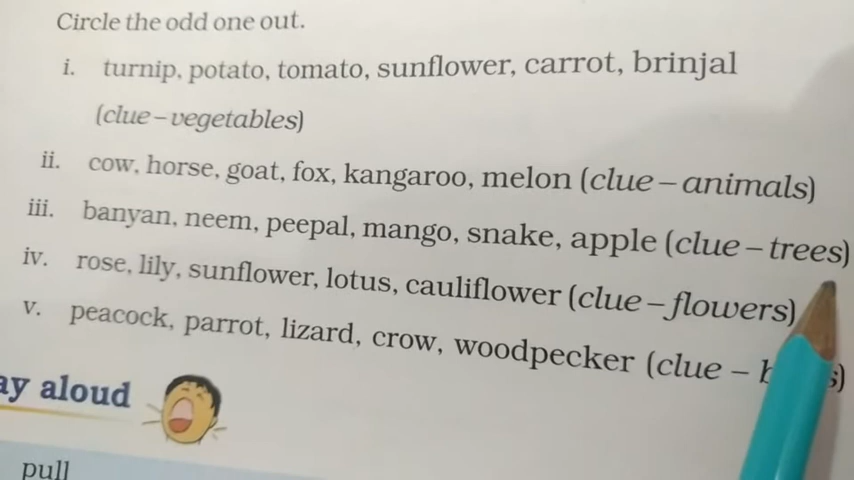 Circle the odd one out.
i. turnip, potato, tomato, sunflower, carrot, brinjal
(clue – vegetables)
ii. cow, horse, goat, fox, kangaroo, melon (clue – animals)
iii. banyan, neem, peepal, mango, snake, apple (clue – trees)
iv. rose, lily, sunflower, lotus, cauliflower (clue – flowers)
v. peacock, parrot, lizard, crow, woodpecker (clue –
ay aloud
pull